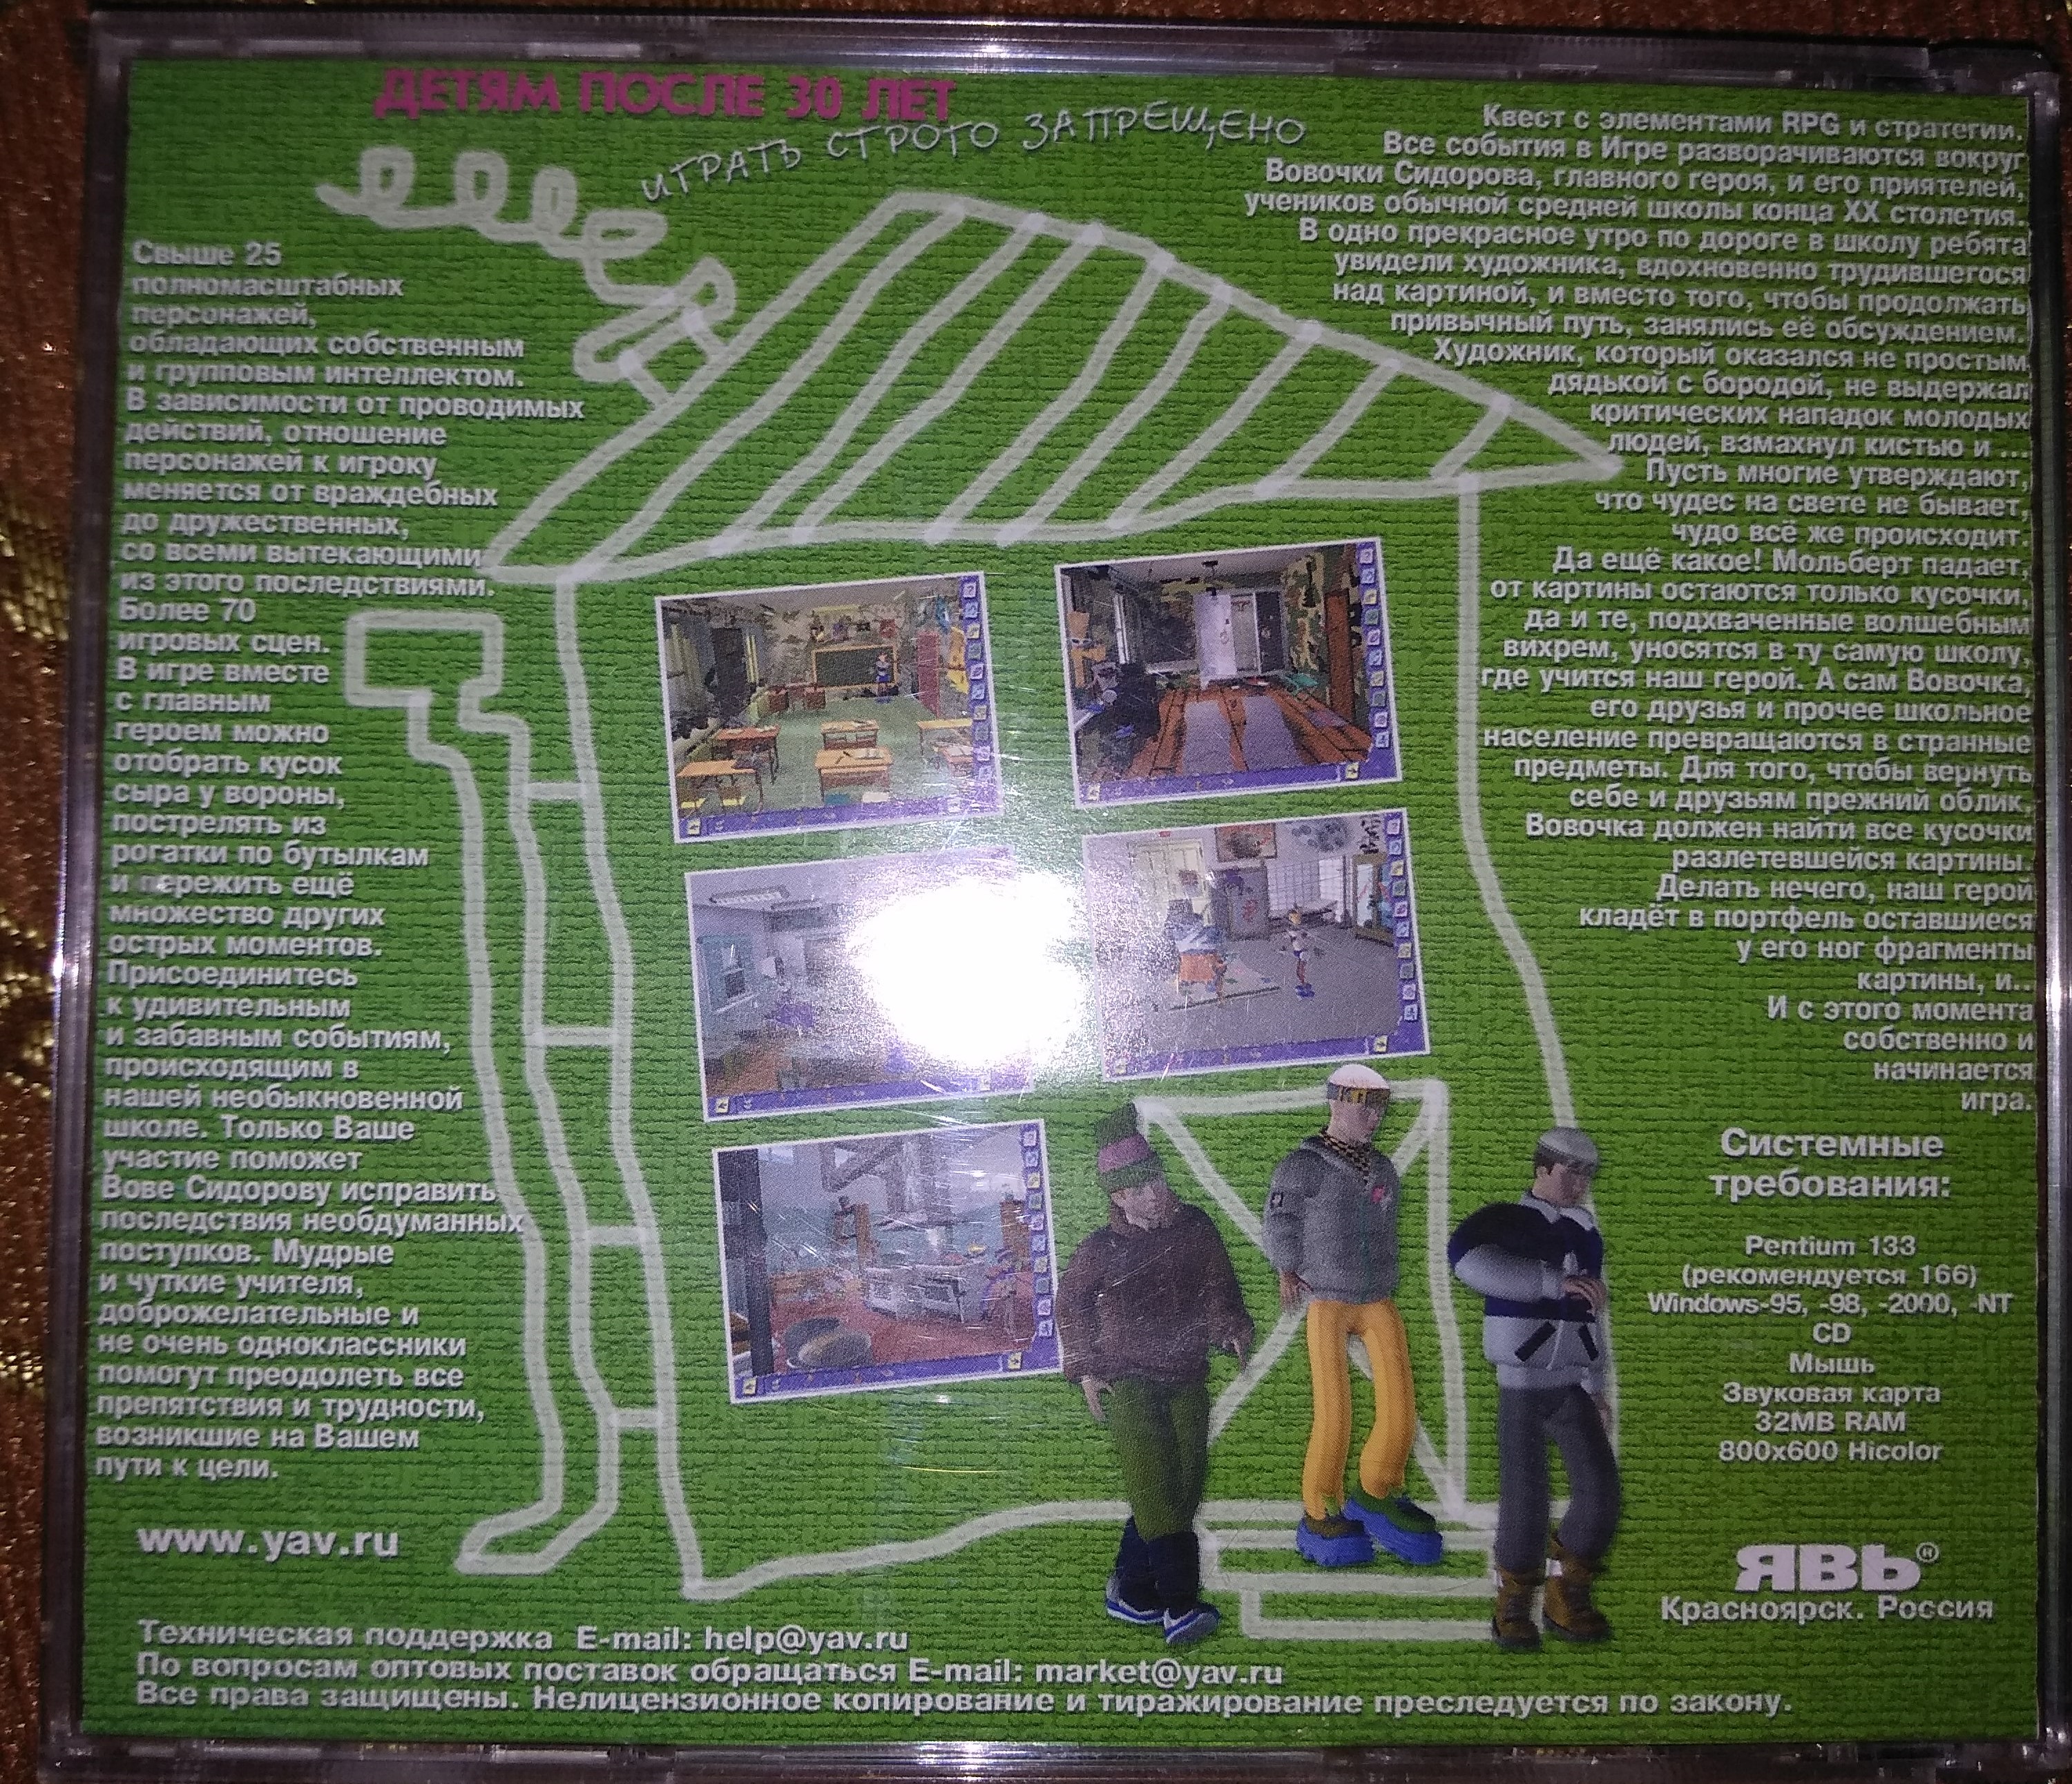 ДЕТЯМ ПОСЛЕ 30 ЛЕТ
ИГРАТЬ СТРОГО ЗАПРЕЩЕНО
Свыше 25
полномасштабных
персонажей,
обладающих собственным
и групповым интеллектом.
В зависимости от проводимых
действий, отношение
персонажей к игроку
меняется от враждебных
до дружественных,
со всеми вытекающими
из этого последствиями.
Более 70
игровых сцен.
В игре вместе
с главным
героем можно
отобрать кусок
сыра у вороны,
пострелять из
рогатки по бутылкам
и пережить ещё
множество других
острых моментов.
Присоединитесь
к удивительным
и забавным событиям,
происходящим в
нашей необыкновенной
школе. Только Ваше
участие поможет
Вове Сидорову исправить
последствия необдуманных
поступков. Мудрые
и чуткие учителя,
доброжелательные и
не очень одноклассники
помогут преодолеть все
препятствия и трудности,
возникшие на Вашем
пути к цели.
www.yav.ru
Квест с элементами RPG и стратегии.
Все события в Игре разворачиваются вокруг
Вовочки Сидорова, главного героя, и его приятелей,
учеников обычной средней школы конца XX столетия.
В одно прекрасное утро по дороге в школу ребята
увидели художника, вдохновенно трудившегося
над картиной, и вместо того, чтобы продолжать
привычный путь, занялись её обсуждением.
Художник, который оказался не простым
дядькой с бородой, не выдержал
критических нападок молодых
людей, взмахнул кистью и ...
Пусть многие утверждают,
что чудес на свете не бывает,
чудо всё же происходит.
Да ещё какое! Мольберт падает,
от картины остаются только кусочки,
да и те, подхваченные волшебным
вихрем, уносятся в ту самую школу,
где учится наш герой. А сам Вовочка,
его друзья и прочее школьное
население превращаются в странные
предметы. Для того, чтобы вернуть
себе и друзьям прежний облик,
Вовочка должен найти все кусочки
разлетевшейся картины.
Делать нечего, наш герой
кладёт в портфель оставшиеся
у его ног фрагменты
картины, и..
И с этого момента
собственно и
начинается
игра.
Системные
требования:
Pentium 133
(рекомендуется 166)
Windows-95, -98, -2000, -NT
CD
Мышь
Звуковая карта
32MB RAM
800x600 Hicolor
ЯВЬ®
Красноярск. Россия
Техническая поддержка E-mail: help@yav.ru
По вопросам оптовых поставок обращаться E-mail: market@yav.ru
Все права защищены. Нелицензионное копирование и тиражирование преследуется по закону.